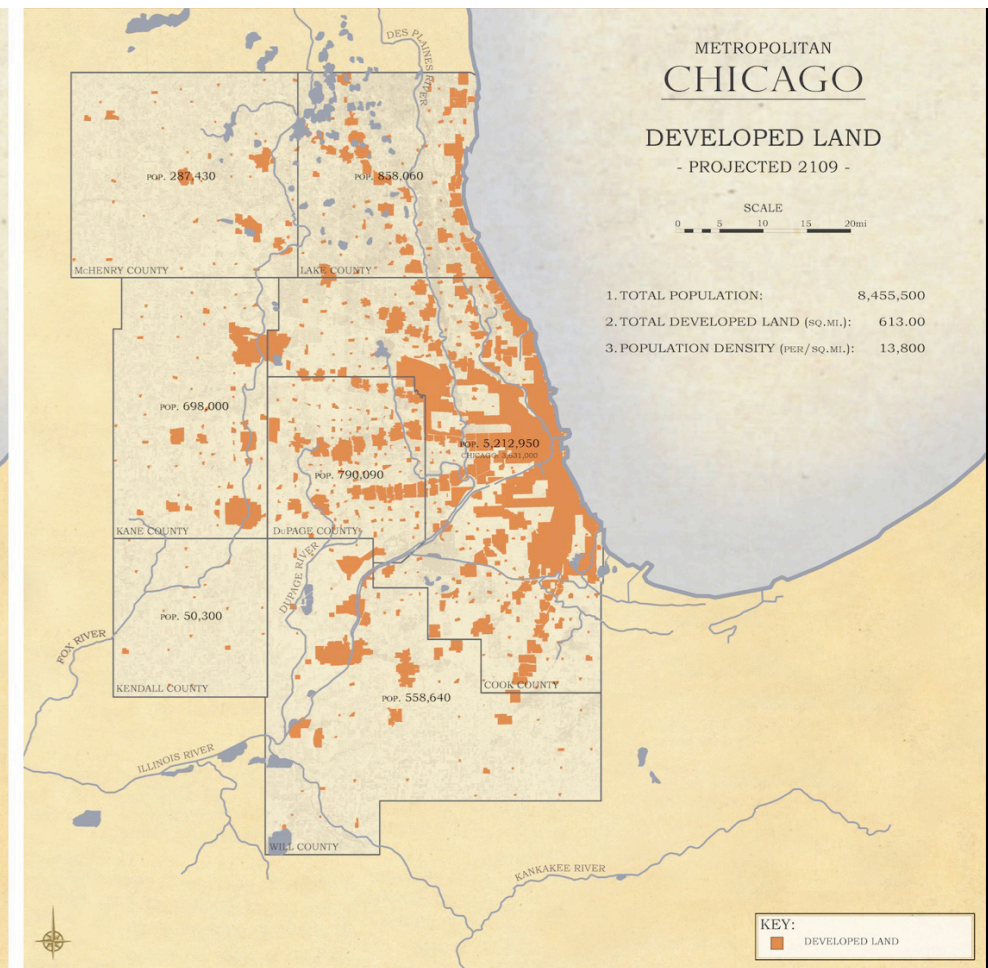 METROPOLITAN
CHICAGO
DEVELOPED LAND
- PROJECTED 2109 -
SCALE
0 5 10 15 20mi
1. TOTAL POPULATION: 8,455,500
2. TOTAL DEVELOPED LAND (SQ.MI.): 613.00
3. POPULATION DENSITY (PER/SQ.MI.): 13,800
DES PLAINES RIVER
POP. 287,430
POP. 858,060
McHENRY COUNTY
LAKE COUNTY
POP. 698,000
POP. 5,212,950
CHICAGO: 3,631,000
POP. 790,090
KANE COUNTY
DuPAGE COUNTY
DUPAGE RIVER
POP. 50,300
FOX RIVER
KENDALL COUNTY
COOK COUNTY
POP. 558,640
ILLINOIS RIVER
WILL COUNTY
KANKAKEE RIVER
KEY:
DEVELOPED LAND